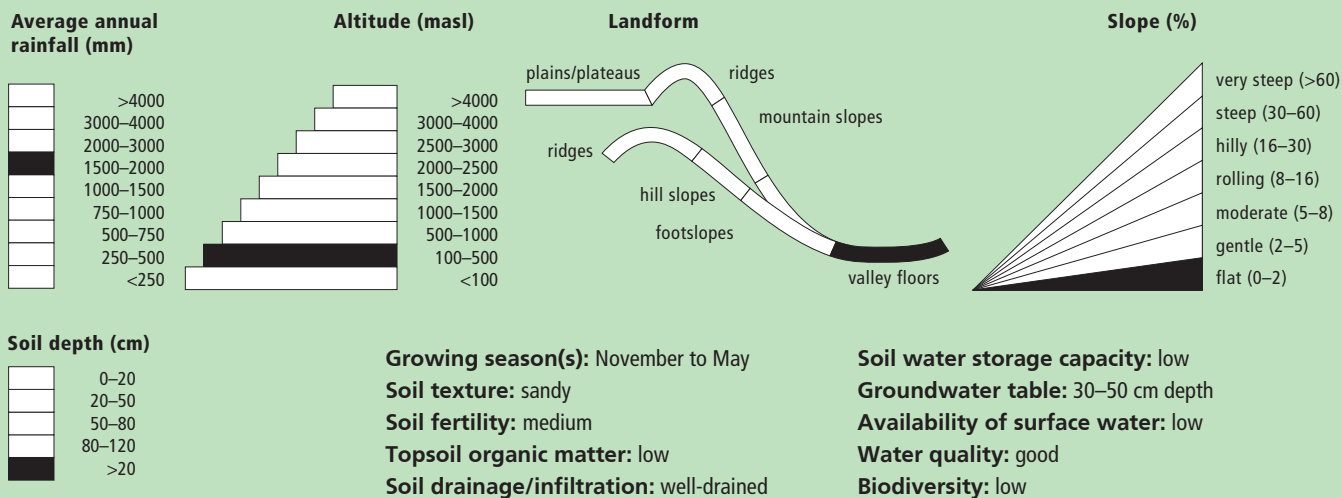 Average annual
rainfall (mm)
>4000
3000–4000
2000–3000
1500–2000
1000–1500
750–1000
500–750
250–500
<250
Altitude (masl)
>4000
3000–4000
2500–3000
2000–2500
1500–2000
1000–1500
500–1000
100–500
<100
Landform
plains/plateaus
ridges
mountain slopes
ridges
hill slopes
footslopes
valley floors
Slope (%)
very steep (>60)
steep (30–60)
hilly (16–30)
rolling (8–16)
moderate (5–8)
gentle (2–5)
flat (0–2)
Soil depth (cm)
0–20
20–50
50–80
80–120
>20
Growing season(s): November to May
Soil texture: sandy
Soil fertility: medium
Topsoil organic matter: low
Soil drainage/infiltration: well-drained
Soil water storage capacity: low
Groundwater table: 30–50 cm depth
Availability of surface water: low
Water quality: good
Biodiversity: low